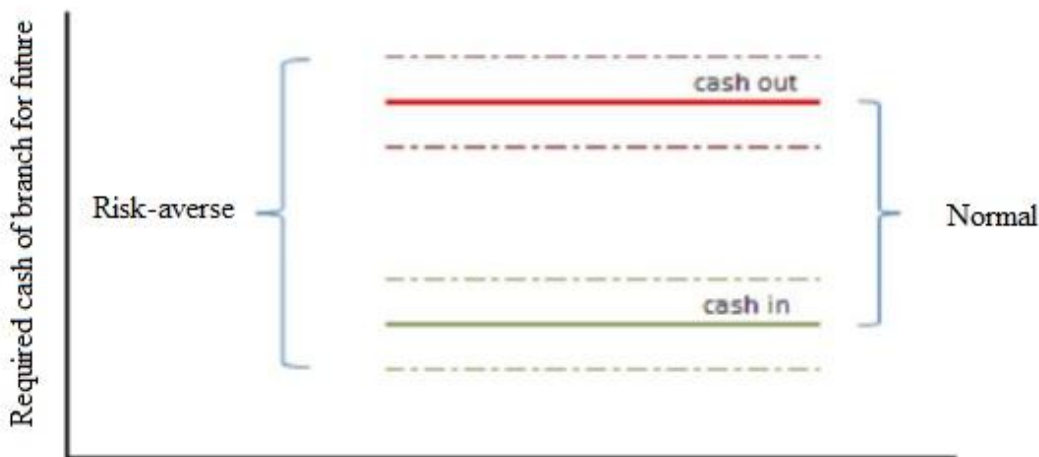 Required cash of branch for future
cash out
Risk-averse
Normal
cash in